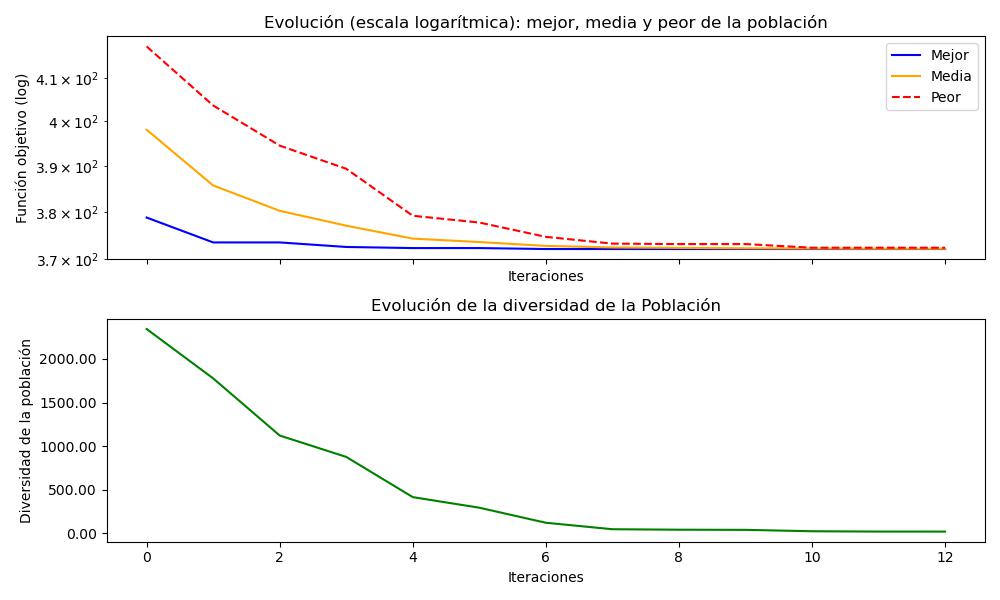 Evolución (escala logarítmica): mejor, media y peor de la población
Función objetivo (log)
4.1 × 10²
4 × 10²
3.9 × 10²
3.8 × 10²
3.7 × 10²
Mejor
Media
Peor
Iteraciones
Evolución de la diversidad de la Población
Diversidad de la población
2000.00
1500.00
1000.00
500.00
0.00
0 2 4 6 8 10 12
Iteraciones